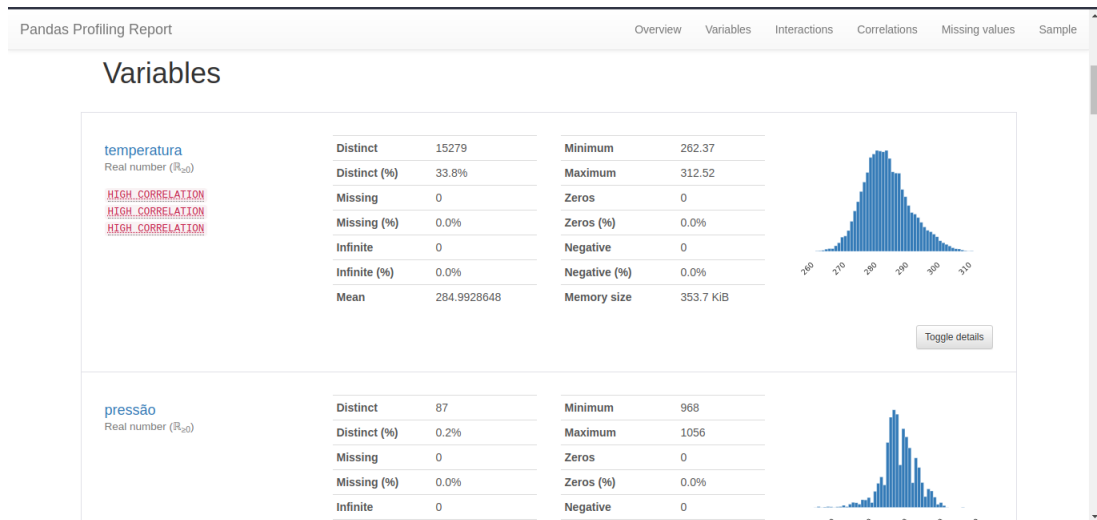 Pandas Profiling Report Overview Variables Interactions Correlations Missing values Sample
Variables
temperatura
Real number (ℝ≥0)
HIGH CORRELATION
HIGH CORRELATION
HIGH CORRELATION
Distinct 15279
Distinct (%) 33.8%
Missing 0
Missing (%) 0.0%
Infinite 0
Infinite (%) 0.0%
Mean 284.9928648
Minimum 262.37
Maximum 312.52
Zeros 0
Zeros (%) 0.0%
Negative 0
Negative (%) 0.0%
Memory size 353.7 KiB
260 270 280 290 300 310
Toggle details
pressão
Real number (ℝ≥0)
Distinct 87
Distinct (%) 0.2%
Missing 0
Missing (%) 0.0%
Infinite 0
Minimum 968
Maximum 1056
Zeros 0
Zeros (%) 0.0%
Negative 0